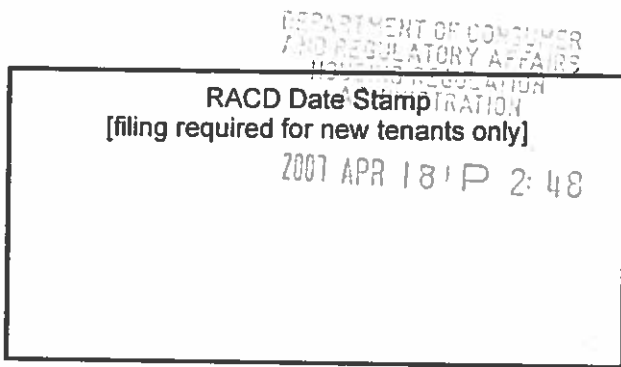 DEPARTMENT OF CONSUMER
AND REGULATORY AFFAIRS
HOUSING REGULATION
ADMINISTRATION
RACD Date Stamp
[filing required for new tenants only]
2007 APR 18 P 2: 48